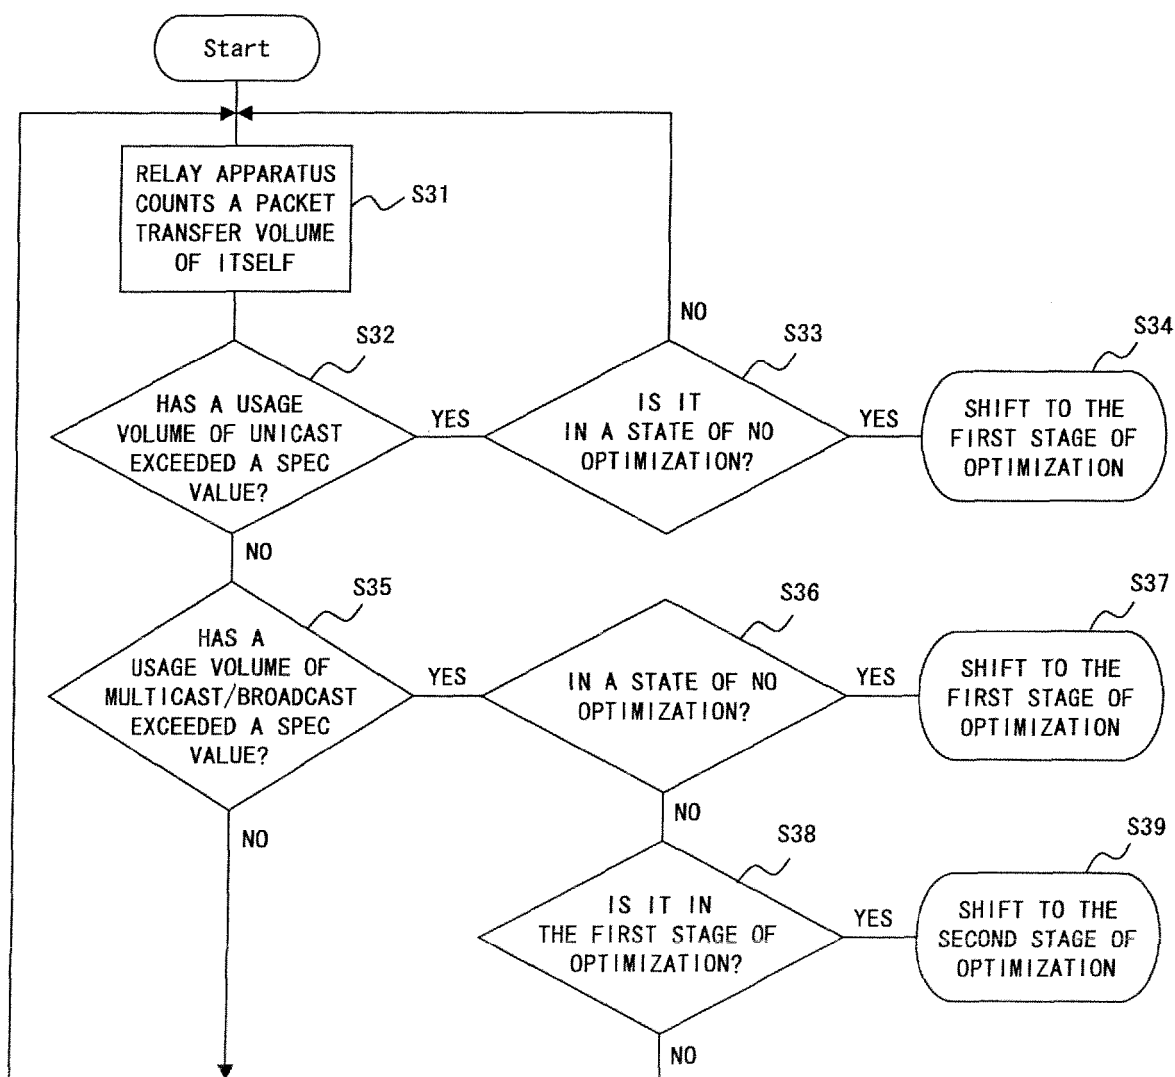 Start
RELAY APPARATUS
COUNTS A PACKET
TRANSFER VOLUME
OF ITSELF
S31
NO
S32
HAS A USAGE
VOLUME OF UNICAST
EXCEEDED A SPEC
VALUE?
YES
S33
IS IT
IN A STATE OF NO
OPTIMIZATION?
YES
S34
SHIFT TO THE
FIRST STAGE OF
OPTIMIZATION
NO
S35
HAS A
USAGE VOLUME OF
MULTICAST/BROADCAST
EXCEEDED A SPEC
VALUE?
YES
S36
IN A STATE OF NO
OPTIMIZATION?
YES
S37
SHIFT TO THE
FIRST STAGE OF
OPTIMIZATION
NO
NO
S38
IS IT IN
THE FIRST STAGE OF
OPTIMIZATION?
YES
S39
SHIFT TO THE
SECOND STAGE OF
OPTIMIZATION
NO